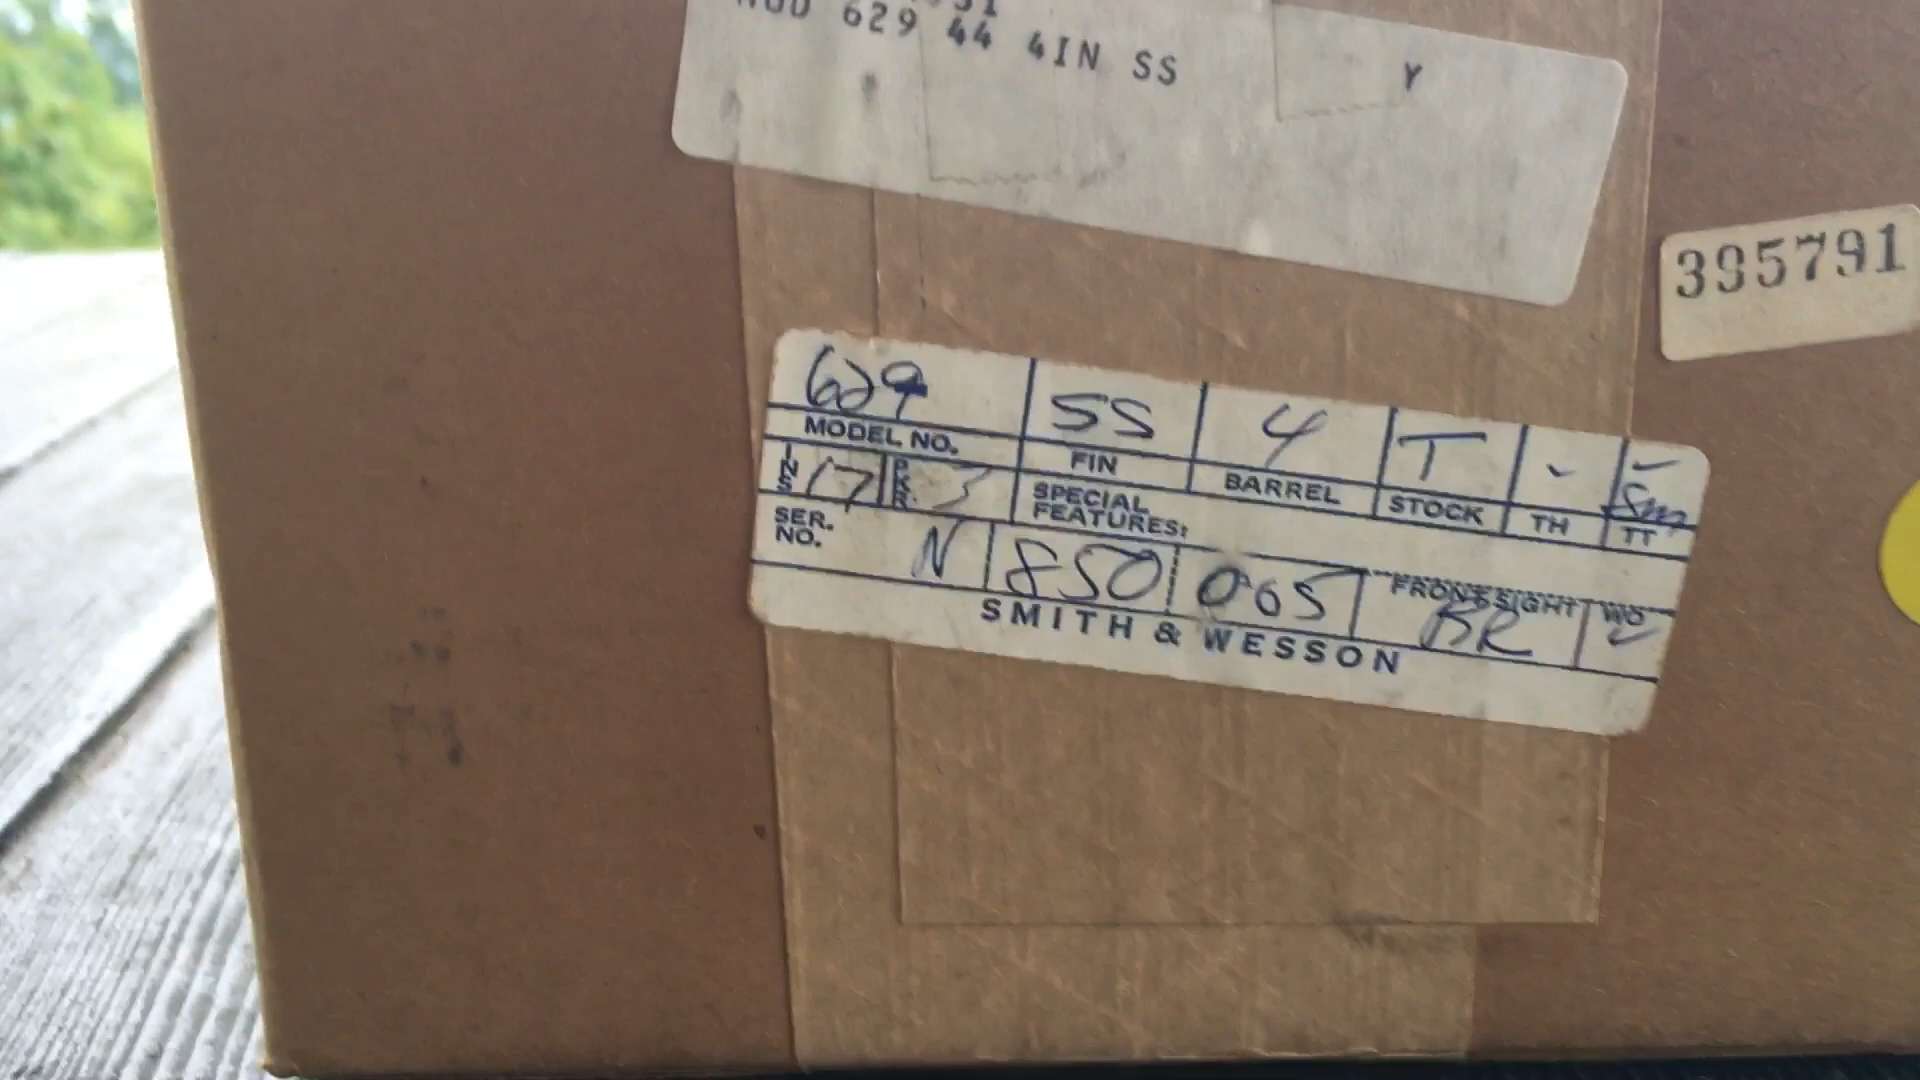 629 44 4IN SS
Y
395791
629 SS 4 T - -
MODEL NO. FIN BARREL STOCK TH TT
INS 17 PKR. 3 SPECIAL FEATURES:
SER. NO. N 850 005 FRONT SIGHT BR WO
SMITH & WESSON